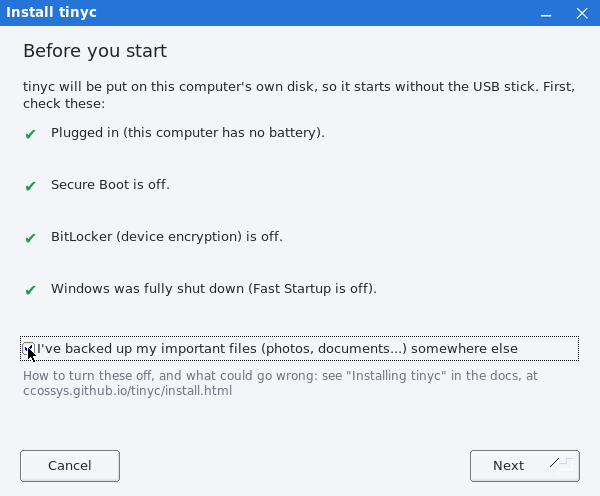 Install tinyc
Before you start
tinyc will be put on this computer's own disk, so it starts without the USB stick. First,
check these:
✔ Plugged in (this computer has no battery).
✔ Secure Boot is off.
✔ BitLocker (device encryption) is off.
✔ Windows was fully shut down (Fast Startup is off).
I've backed up my important files (photos, documents...) somewhere else
How to turn these off, and what could go wrong: see "Installing tinyc" in the docs, at
ccossys.github.io/tinyc/install.html
Cancel
Next